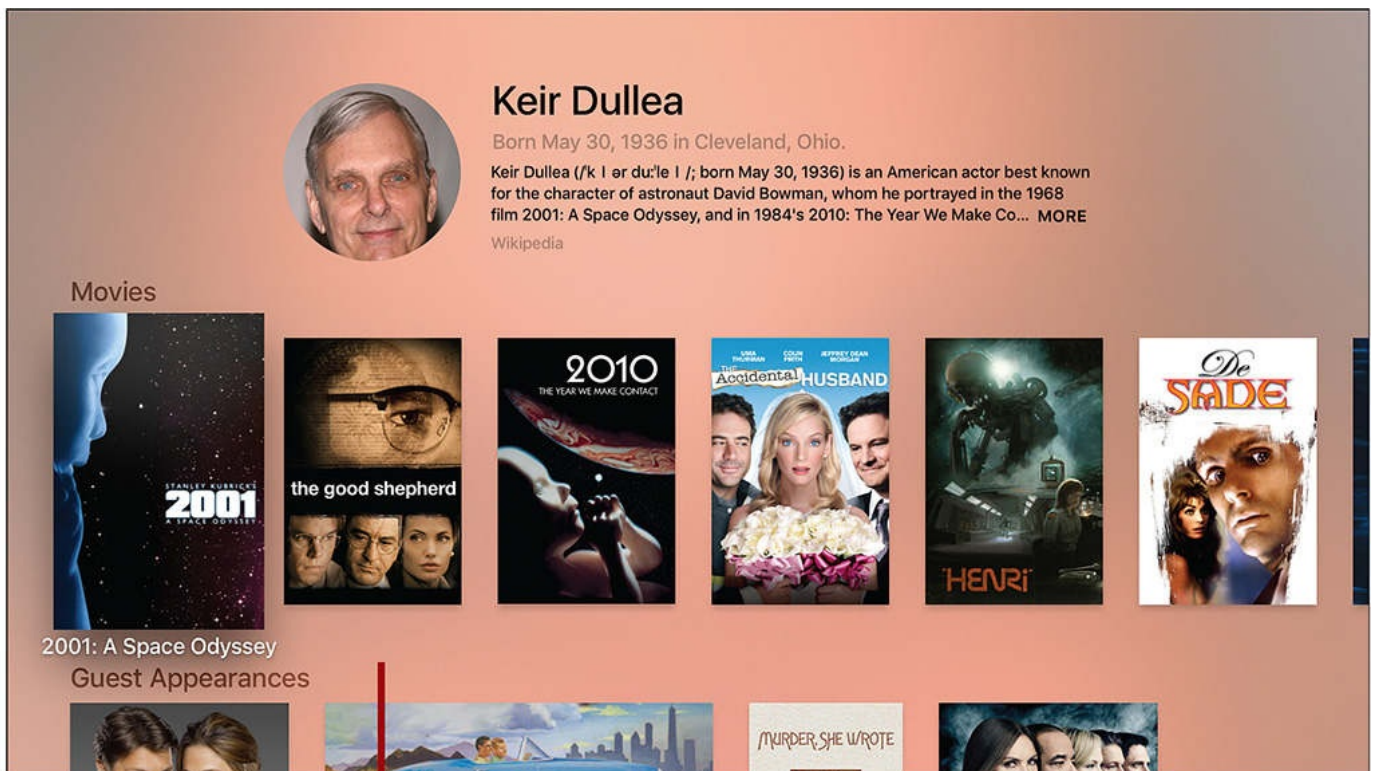 Keir Dullea
Born May 30, 1936 in Cleveland, Ohio.
Keir Dullea (/ˈk ɪ ər duːˈle ɪ /; born May 30, 1936) is an American actor best known
for the character of astronaut David Bowman, whom he portrayed in the 1968
film 2001: A Space Odyssey, and in 1984's 2010: The Year We Make Co... MORE
Wikipedia
Movies
STANLEY KUBRICK'S
2001
A SPACE ODYSSEY
the good shepherd
2010
THE YEAR WE MAKE CONTACT
UMA THURMAN COLIN FIRTH JEFFREY DEAN MORGAN
THE
Accidental HUSBAND
HENRi
De
SADE
2001: A Space Odyssey
Guest Appearances
MURDER, SHE WROTE